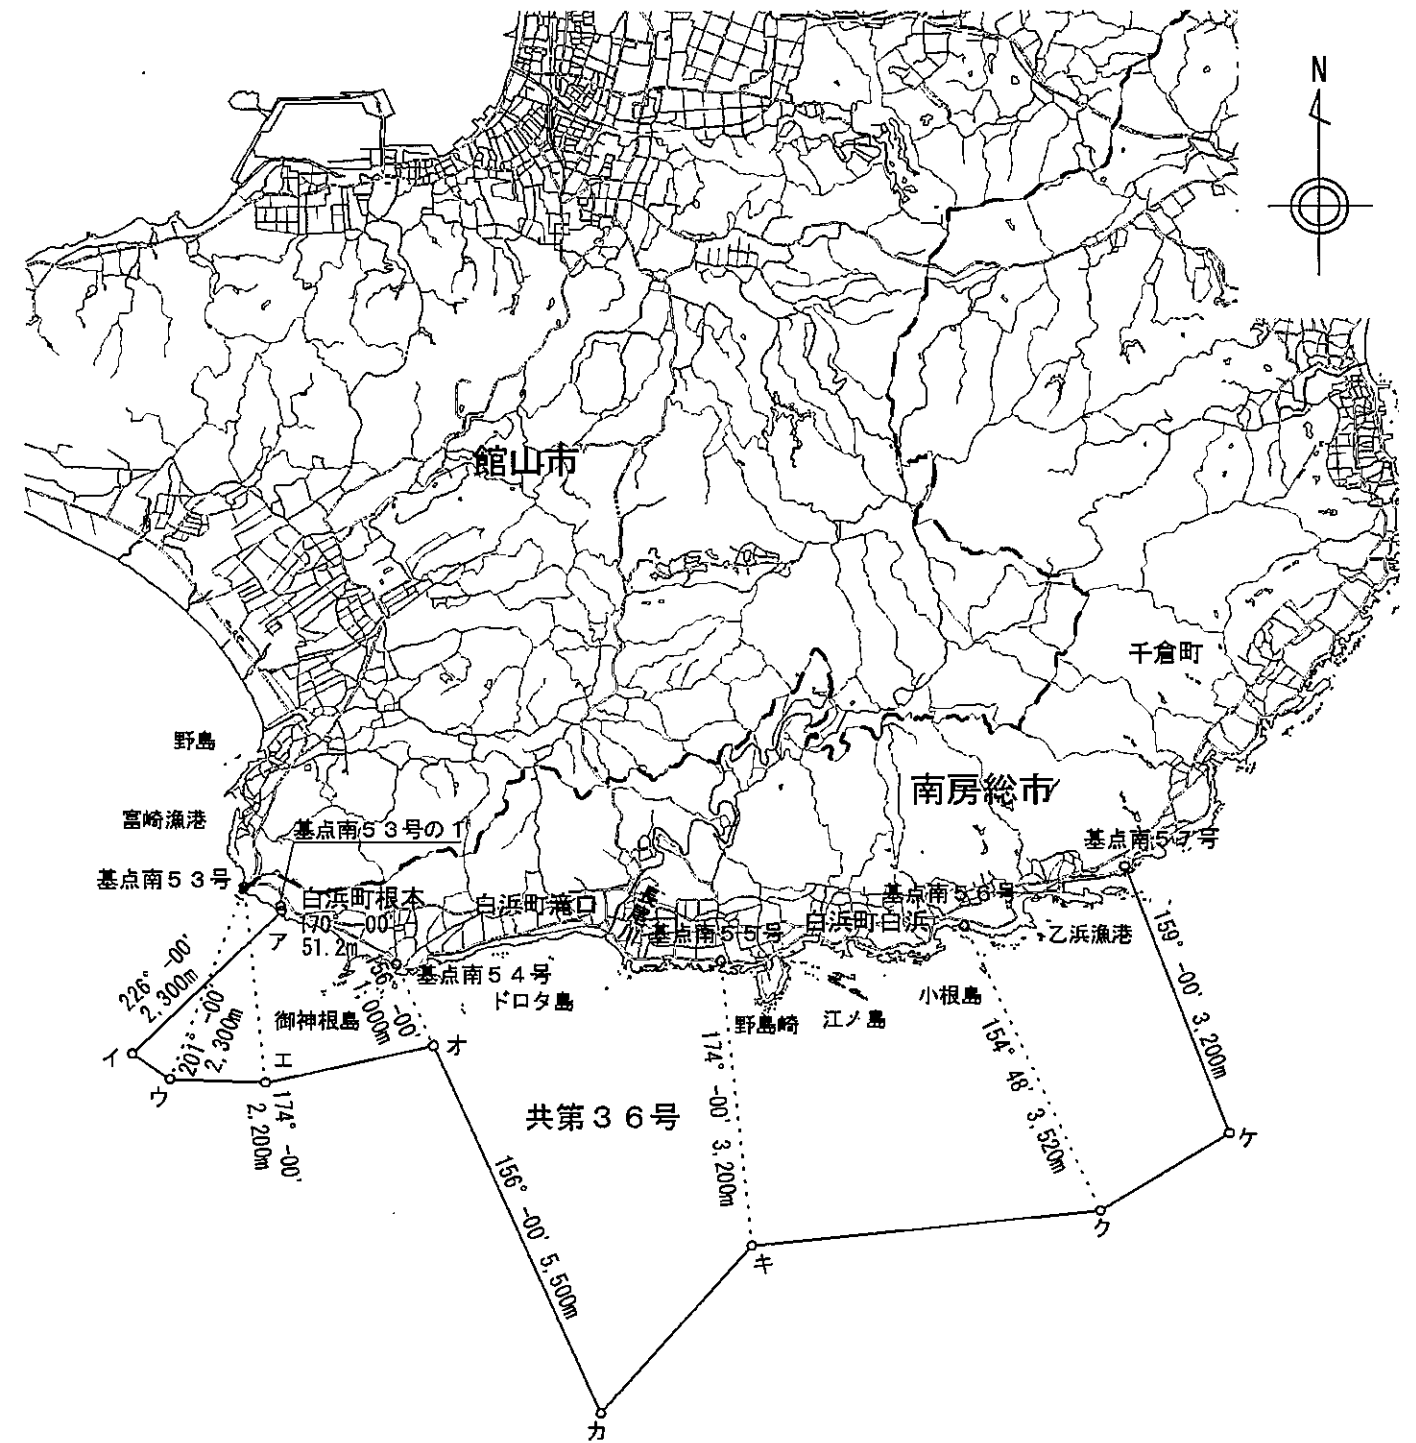 N
館山市
千倉町
野島
南房総市
富崎漁港
基点南53号の1
基点南57号
基点南53号
白浜町根本
170°-00′
51.2m
ア
白浜町滝口
長尾川
基点南55号
基点南56号
白浜町白浜
乙浜漁港
基点南54号
ドロタ島
156°-00′
1,000m
小根島
御神根島
野島崎
江ノ島
226°-00′
2,300m
201°-00′
2,300m
159°-00′ 3,200m
イ
ウ
エ
オ
174°-00′
2,200m
共第36号
174°-00′ 3,200m
154° 48′ 3,520m
ケ
156°-00′ 5,500m
ク
キ
カ